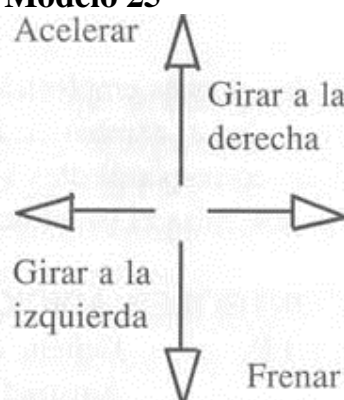 Modelo 25
Acelerar
Girar a la
derecha
Girar a la
izquierda
Frenar